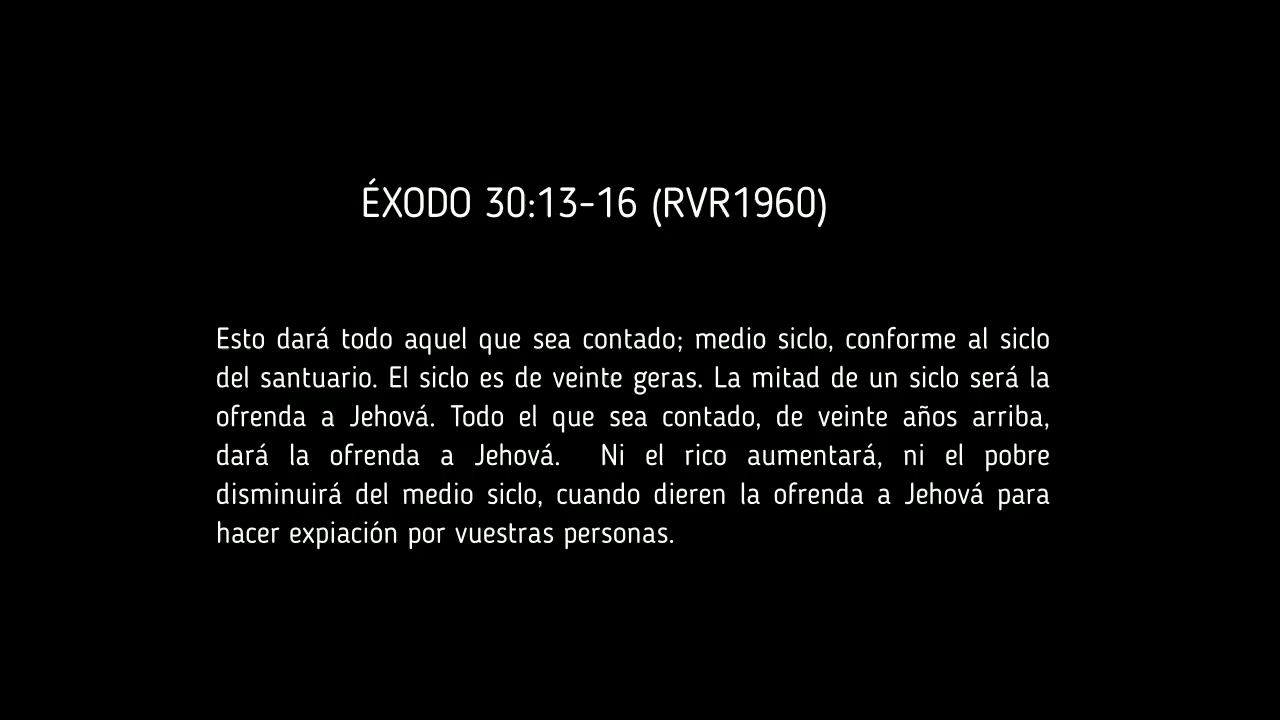 ÉXODO 30:13-16 (RVR1960)
Esto dará todo aquel que sea contado; medio siclo, conforme al siclo
del santuario. El siclo es de veinte geras. La mitad de un siclo será la
ofrenda a Jehová. Todo el que sea contado, de veinte años arriba,
dará la ofrenda a Jehová. Ni el rico aumentará, ni el pobre
disminuirá del medio siclo, cuando dieren la ofrenda a Jehová para
hacer expiación por vuestras personas.